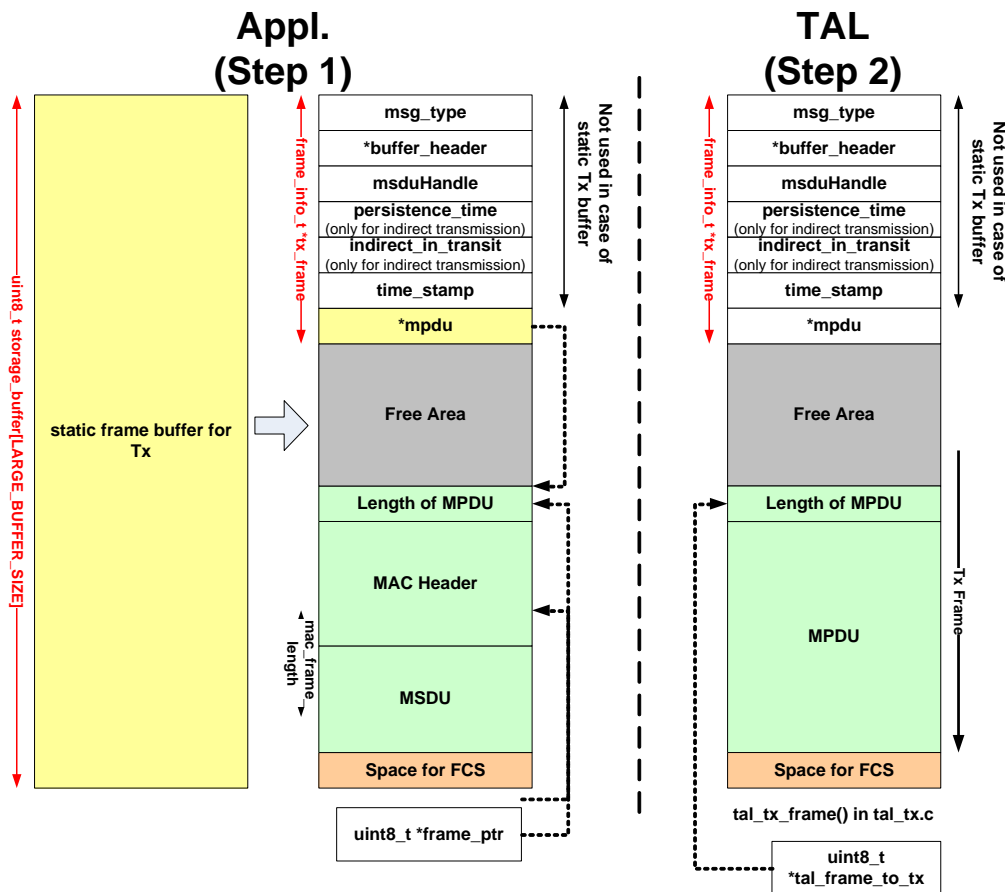 Appl.
(Step 1)
uint8_t storage_buffer[LARGE_BUFFER_SIZE]
static frame buffer for
Tx
frame_info_t *tx_frame
msg_type
*buffer_header
msduHandle
persistence_time
(only for indirect transmission)
indirect_in_transit
(only for indirect transmission)
time_stamp
*mpdu
Free Area
Length of MPDU
MAC Header
MSDU
Space for FCS
Not used in case of
static Tx buffer
mac_frame_
length
uint8_t *frame_ptr
TAL
(Step 2)
frame_info_t *tx_frame
msg_type
*buffer_header
msduHandle
persistence_time
(only for indirect transmission)
indirect_in_transit
(only for indirect transmission)
time_stamp
*mpdu
Free Area
Length of MPDU
MPDU
Space for FCS
Not used in case of
static Tx buffer
Tx Frame
tal_tx_frame() in tal_tx.c
uint8_t
*tal_frame_to_tx